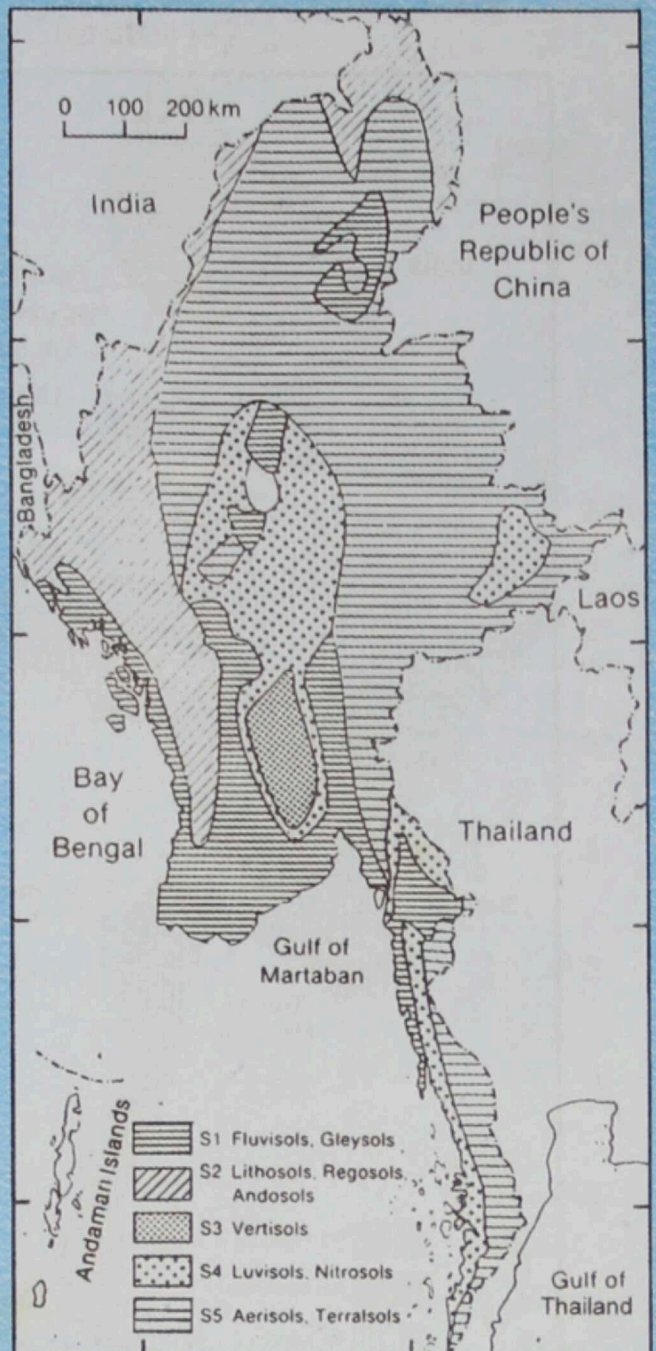 0 100 200 km
India
People's
Republic of
China
Bangladesh
Laos
Bay
of
Bengal
Thailand
Gulf of
Martaban
Andaman Islands
S1 Fluvisols, Gleysols
S2 Lithosols, Regosols,
Andosols
S3 Vertisols
S4 Luvisols, Nitrosols
S5 Aerisols, Terralsols
Gulf of
Thailand